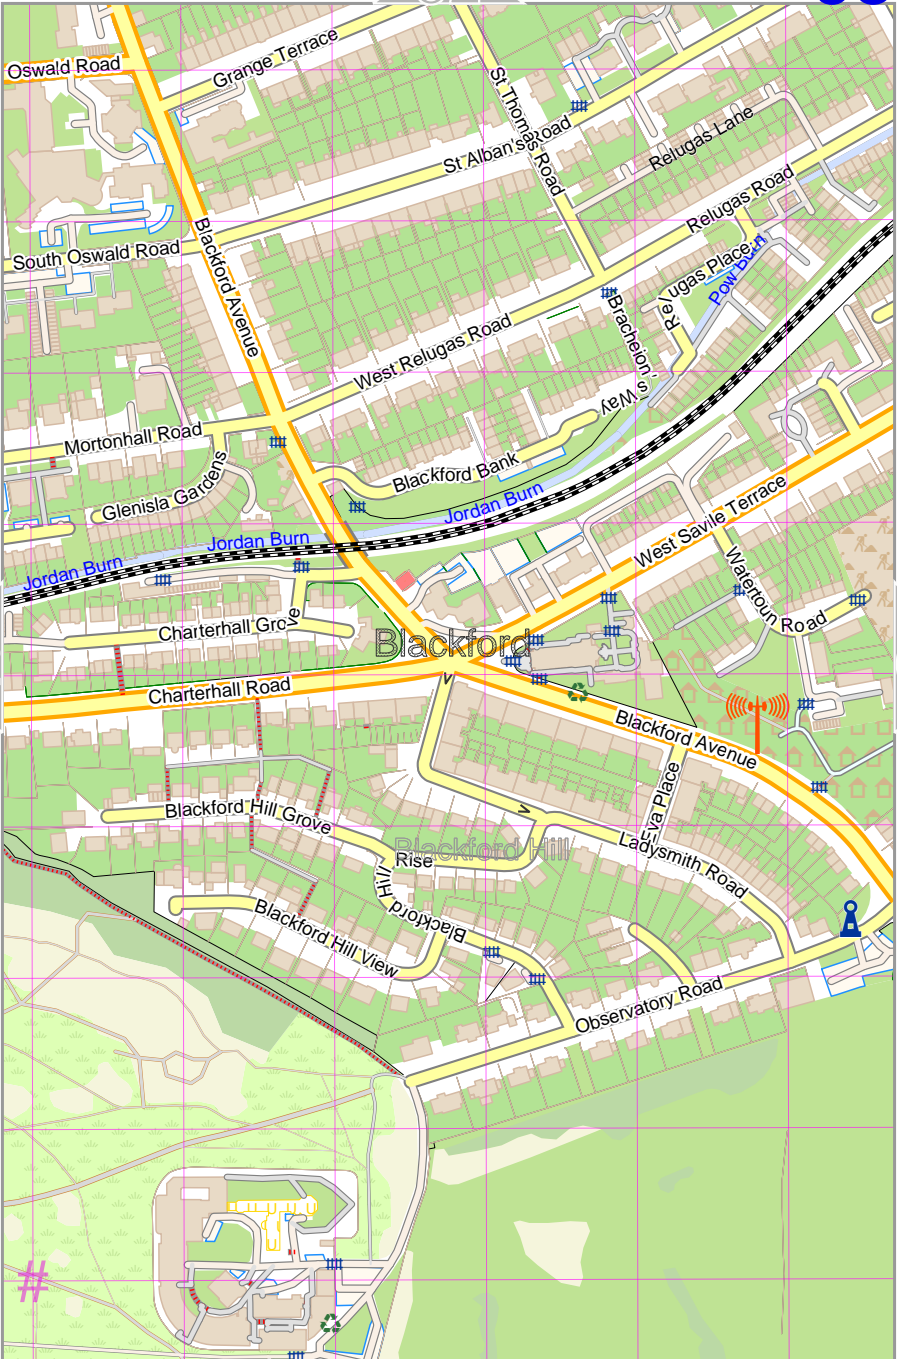 Oswald Road
Grange Terrace
St Thomas Road
St Alban's Road
Relugas Lane
Relugas Road
South Oswald Road
Blackford Avenue
Relugas Place
Pow Burn
West Relugas Road
Bracheion's Way
Mortonhall Road
Blackford Bank
Glenisla Gardens
Jordan Burn
Jordan Burn
Jordan Burn
West Savile Terrace
Watertoun Road
Charterhall Grove
Blackford
Charterhall Road
V
Blackford Avenue
Eva Place
V
Blackford Hill Grove
Blackford Hill
Ladysmith Road
Blackford Hill Rise
Blackford Hill View
Observatory Road
#